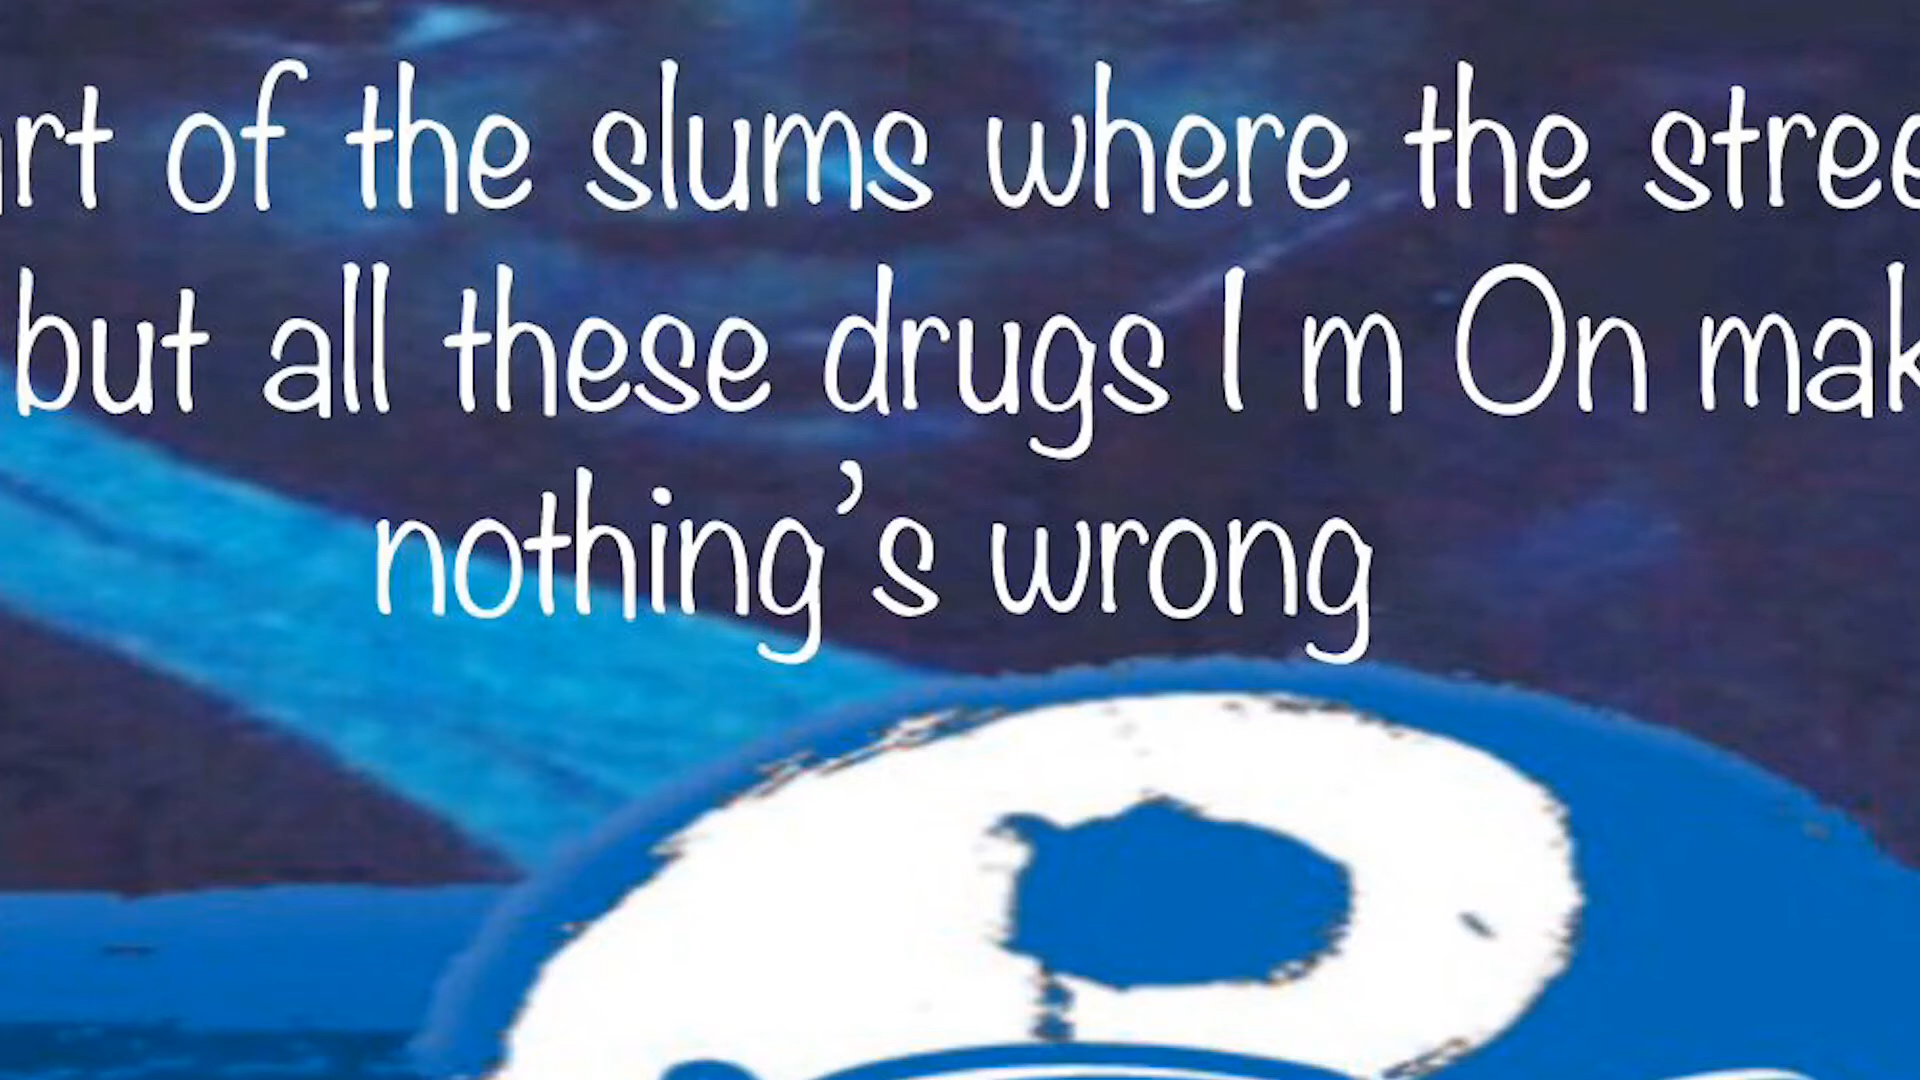 of the slums where the
but all these drugs I m On
nothing's wrong